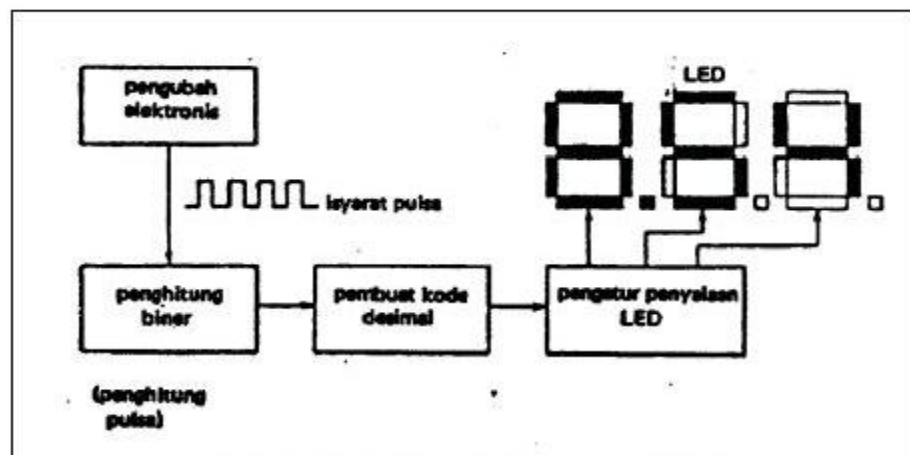 pengubah
elektronis
LED
isyarat pulsa
penghitung
biner
pembuat kode
desimal
pengatur penyalaan
LED
(penghitung
pulsa)